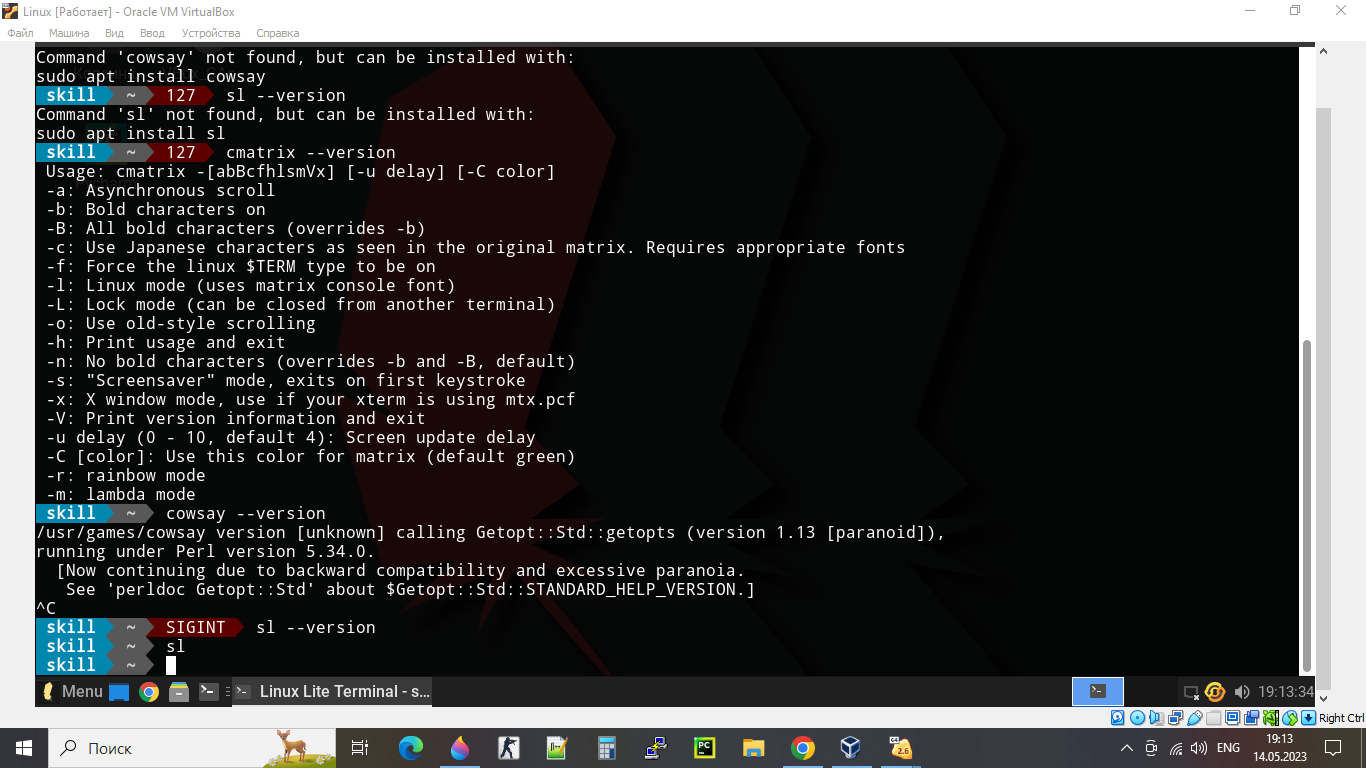 Linux [Работает] - Oracle VM VirtualBox
Файл Машина Вид Ввод Устройства Справка
Command 'cowsay' not found, but can be installed with:
sudo apt install cowsay
skill ~ 127 sl --version
Command 'sl' not found, but can be installed with:
sudo apt install sl
skill ~ 127 cmatrix --version
Usage: cmatrix -[abBcfhlsmVx] [-u delay] [-C color]
-a: Asynchronous scroll
-b: Bold characters on
-B: All bold characters (overrides -b)
-c: Use Japanese characters as seen in the original matrix. Requires appropriate fonts
-f: Force the linux $TERM type to be on
-l: Linux mode (uses matrix console font)
-L: Lock mode (can be closed from another terminal)
-o: Use old-style scrolling
-h: Print usage and exit
-n: No bold characters (overrides -b and -B, default)
-s: "Screensaver" mode, exits on first keystroke
-x: X window mode, use if your xterm is using mtx.pcf
-V: Print version information and exit
-u delay (0 - 10, default 4): Screen update delay
-C [color]: Use this color for matrix (default green)
-r: rainbow mode
-m: lambda mode
skill ~ cowsay --version
/usr/games/cowsay version [unknown] calling Getopt::Std::getopts (version 1.13 [paranoid]),
running under Perl version 5.34.0.
[Now continuing due to backward compatibility and excessive paranoia.
See 'perldoc Getopt::Std' about $Getopt::Std::STANDARD_HELP_VERSION.]
^C
skill ~ SIGINT sl --version
skill ~ sl
skill ~
Menu Linux Lite Terminal - s... 19:13:34
Right Ctrl
Поиск PC 2.6 ENG 19:13
14.05.2023